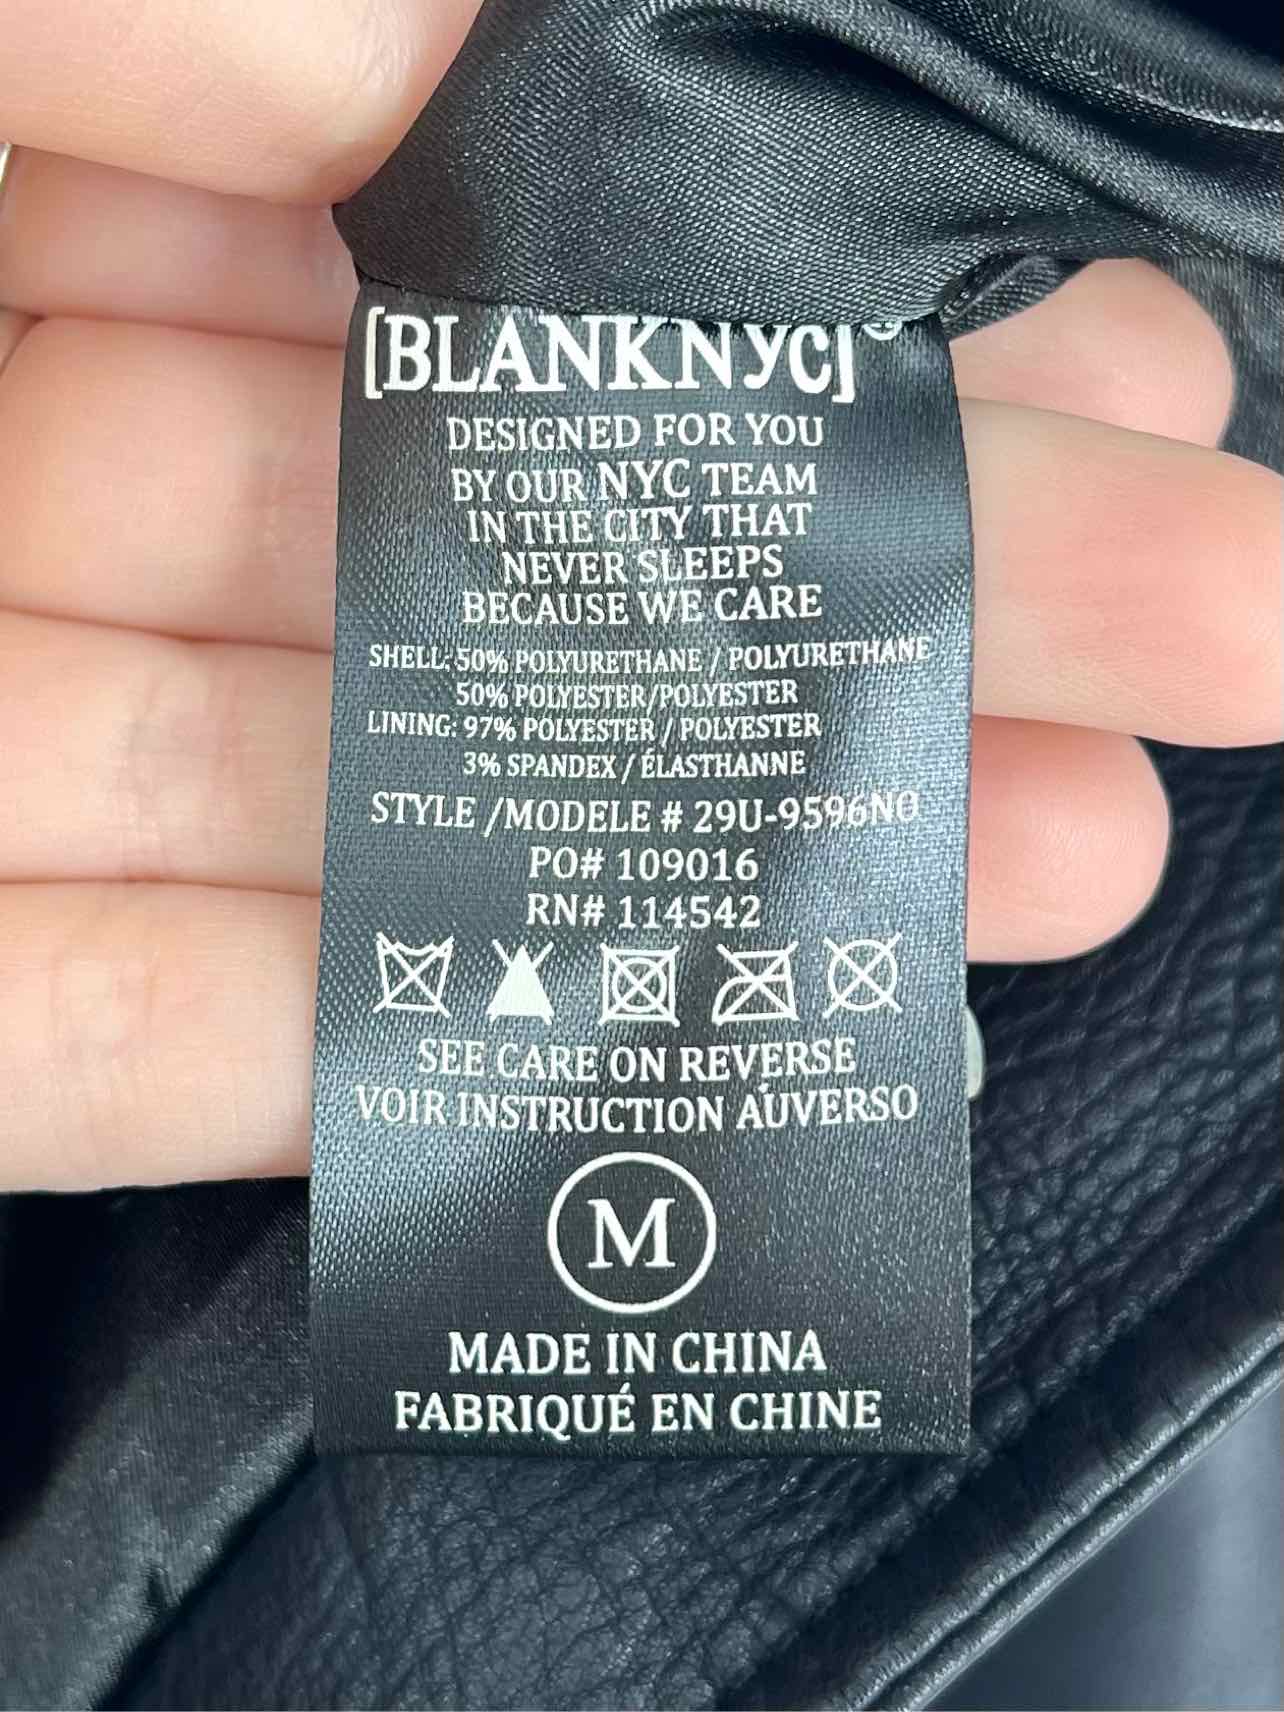 [BLANKNYC]®
DESIGNED FOR YOU
BY OUR NYC TEAM
IN THE CITY THAT
NEVER SLEEPS
BECAUSE WE CARE
SHELL: 50% POLYURETHANE / POLYURETHANE
50% POLYESTER/POLYESTER
LINING: 97% POLYESTER / POLYESTER
3% SPANDEX / ÉLASTHANNE
STYLE /MODELE # 29U-9596NO
PO# 109016
RN# 114542
SEE CARE ON REVERSE
VOIR INSTRUCTION AUVERSO
M
MADE IN CHINA
FABRIQUÉ EN CHINE